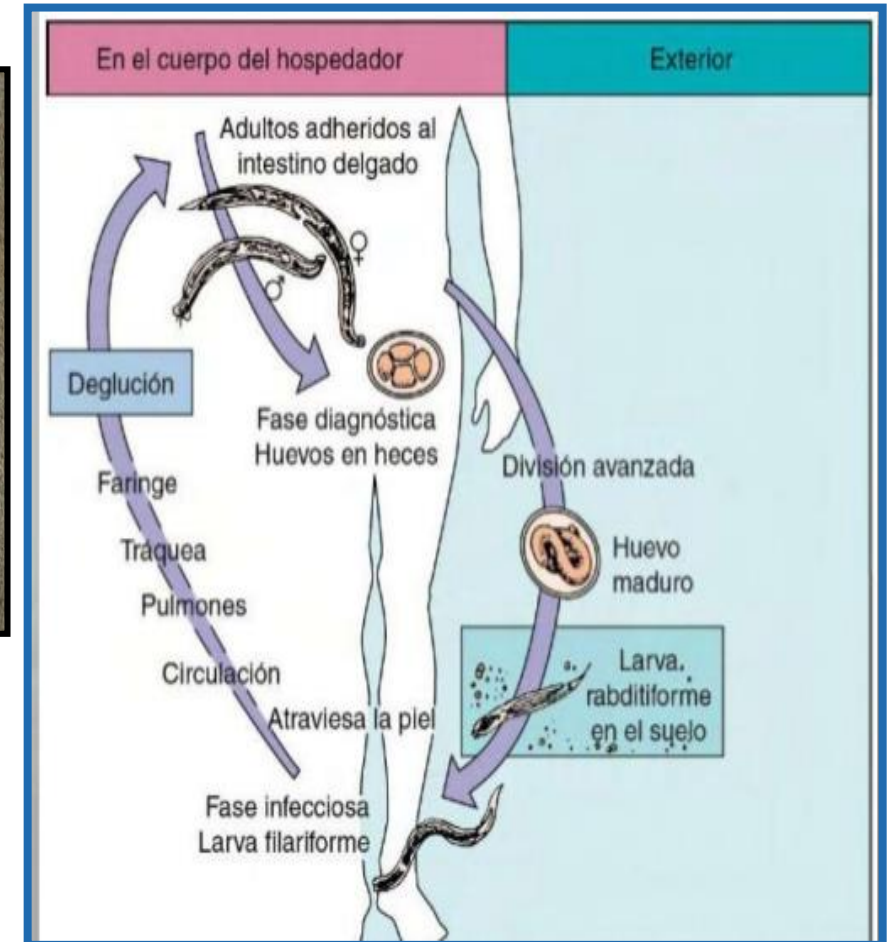 En el cuerpo del hospedador
Exterior
Adultos adheridos al
intestino delgado
♀
♂
Deglución
Fase diagnóstica
Huevos en heces
Faringe
Tráquea
Pulmones
Circulación
Atraviesa la piel
Fase infecciosa
Larva filariforme
División avanzada
Huevo
maduro
Larva
rabditiforme
en el suelo